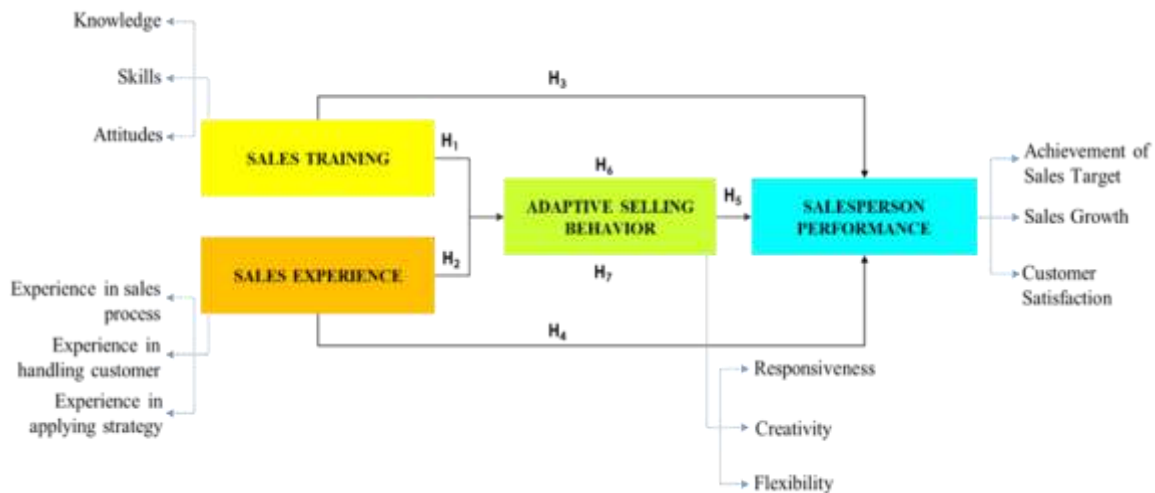 Knowledge
Skills
Attitudes
H3
SALES TRAINING
H1
H6
ADAPTIVE SELLING
BEHAVIOR
H5
SALESPERSON
PERFORMANCE
Achievement of
Sales Target
Sales Growth
Customer
Satisfaction
SALES EXPERIENCE
H2
H7
H4
Experience in sales
process
Experience in
handling customer
Experience in
applying strategy
Responsiveness
Creativity
Flexibility